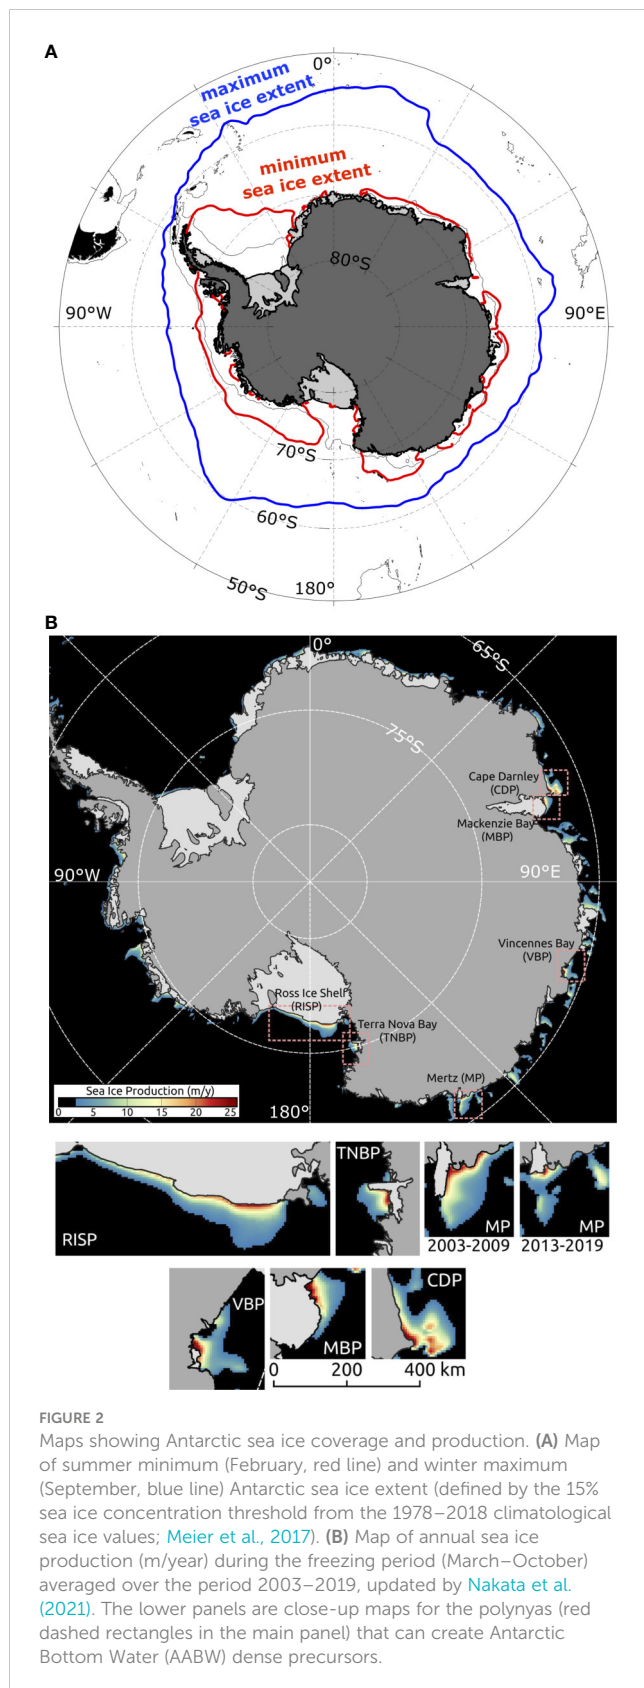 A
0°
maximum
sea ice extent
minimum
sea ice extent
80°S
90°W
90°E
70°S
60°S
50°S
180°
B
0°
65°S
75°S
Cape Darnley
(CDP)
Mackenzie Bay
(MBP)
90°W
90°E
Vincennes Bay
(VBP)
Ross Ice Shelf
(RISP)
Terra Nova Bay
(TNBP)
Mertz (MP)
Sea Ice Production (m/y)
0 5 10 15 20 25
180°
RISP
TNBP
MP
2003-2009
MP
2013-2019
VBP
MBP
CDP
0 200 400 km
FIGURE 2
Maps showing Antarctic sea ice coverage and production. (A) Map
of summer minimum (February, red line) and winter maximum
(September, blue line) Antarctic sea ice extent (defined by the 15%
sea ice concentration threshold from the 1978–2018 climatological
sea ice values; Meier et al., 2017). (B) Map of annual sea ice
production (m/year) during the freezing period (March–October)
averaged over the period 2003–2019, updated by Nakata et al.
(2021). The lower panels are close-up maps for the polynyas (red
dashed rectangles in the main panel) that can create Antarctic
Bottom Water (AABW) dense precursors.